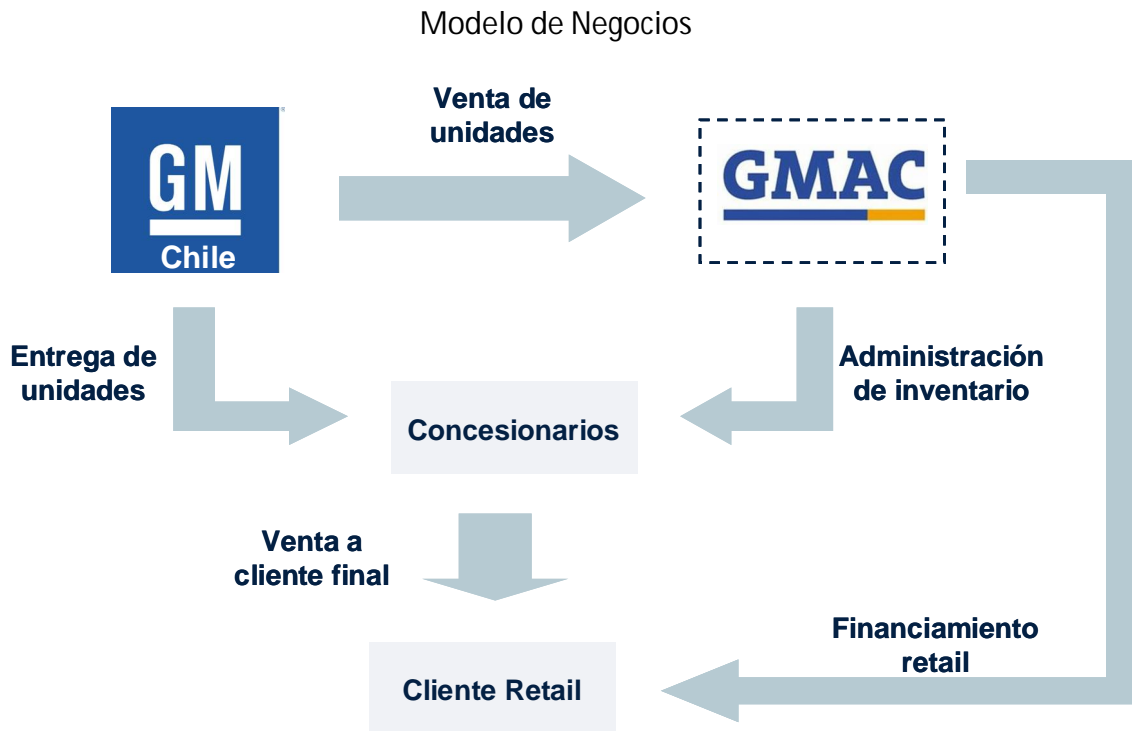 Modelo de Negocios
Venta de
unidades
GM
Chile
GMAC
Entrega de
unidades
Administración
de inventario
Concesionarios
Venta a
cliente final
Financiamiento
retail
Cliente Retail